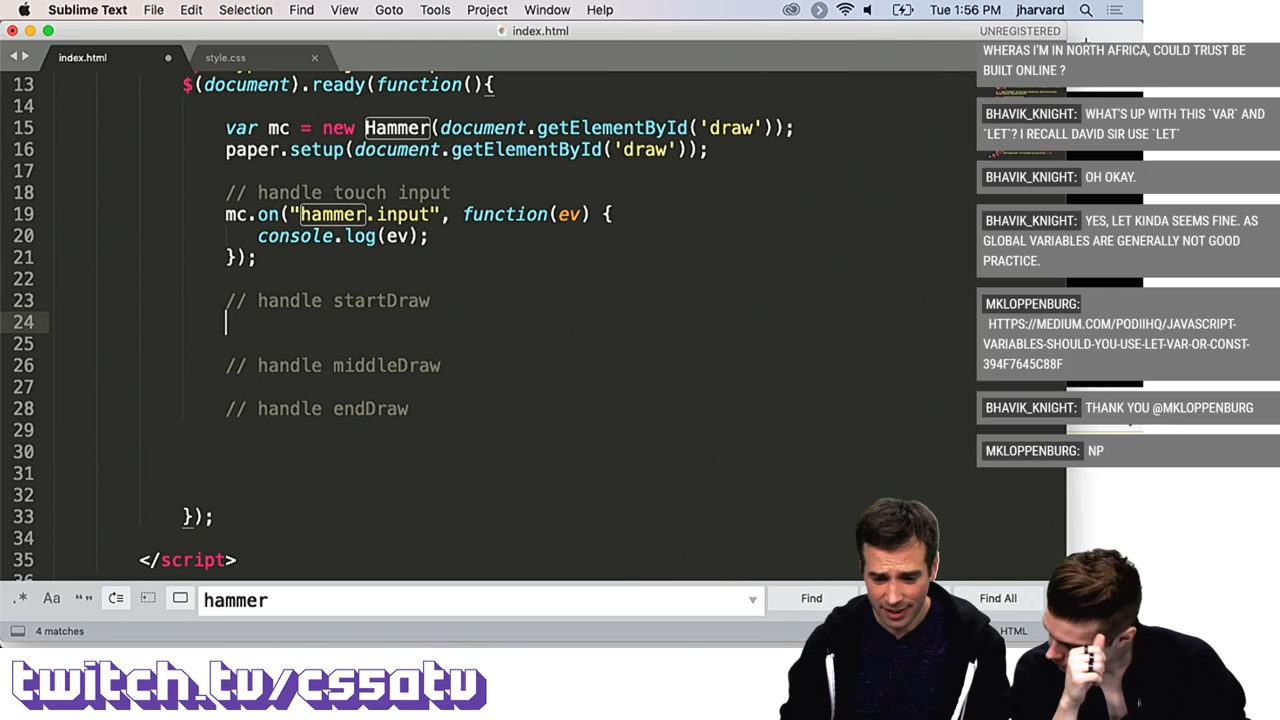 Sublime Text File Edit Selection Find View Goto Tools Project Window Help Tue 1:56 PM jharvard
index.html UNREGISTERED
index.html style.css
13 $(document).ready(function(){
14
15 var mc = new Hammer(document.getElementById('draw'));
16 paper.setup(document.getElementById('draw'));
17
18 // handle touch input
19 mc.on("hammer.input", function(ev) {
20 console.log(ev);
21 });
22
23 // handle startDraw
24
25
26 // handle middleDraw
27
28 // handle endDraw
29
30
31
32
33 });
34
35 </script>
.* Aa “” hammer Find Find All
4 matches HTML
WHERAS I'M IN NORTH AFRICA, COULD TRUST BE
BUILT ONLINE ?
BHAVIK_KNIGHT: WHAT'S UP WITH THIS `VAR` AND
`LET`? I RECALL DAVID SIR USE `LET`
BHAVIK_KNIGHT: OH OKAY.
BHAVIK_KNIGHT: YES, LET KINDA SEEMS FINE. AS
GLOBAL VARIABLES ARE GENERALLY NOT GOOD
PRACTICE.
MKLOPPENBURG:
HTTPS://MEDIUM.COM/PODIIHQ/JAVASCRIPT-
VARIABLES-SHOULD-YOU-USE-LET-VAR-OR-CONST-
394F7645C88F
BHAVIK_KNIGHT: THANK YOU @MKLOPPENBURG
MKLOPPENBURG: NP
twitch.tv/cs50tv